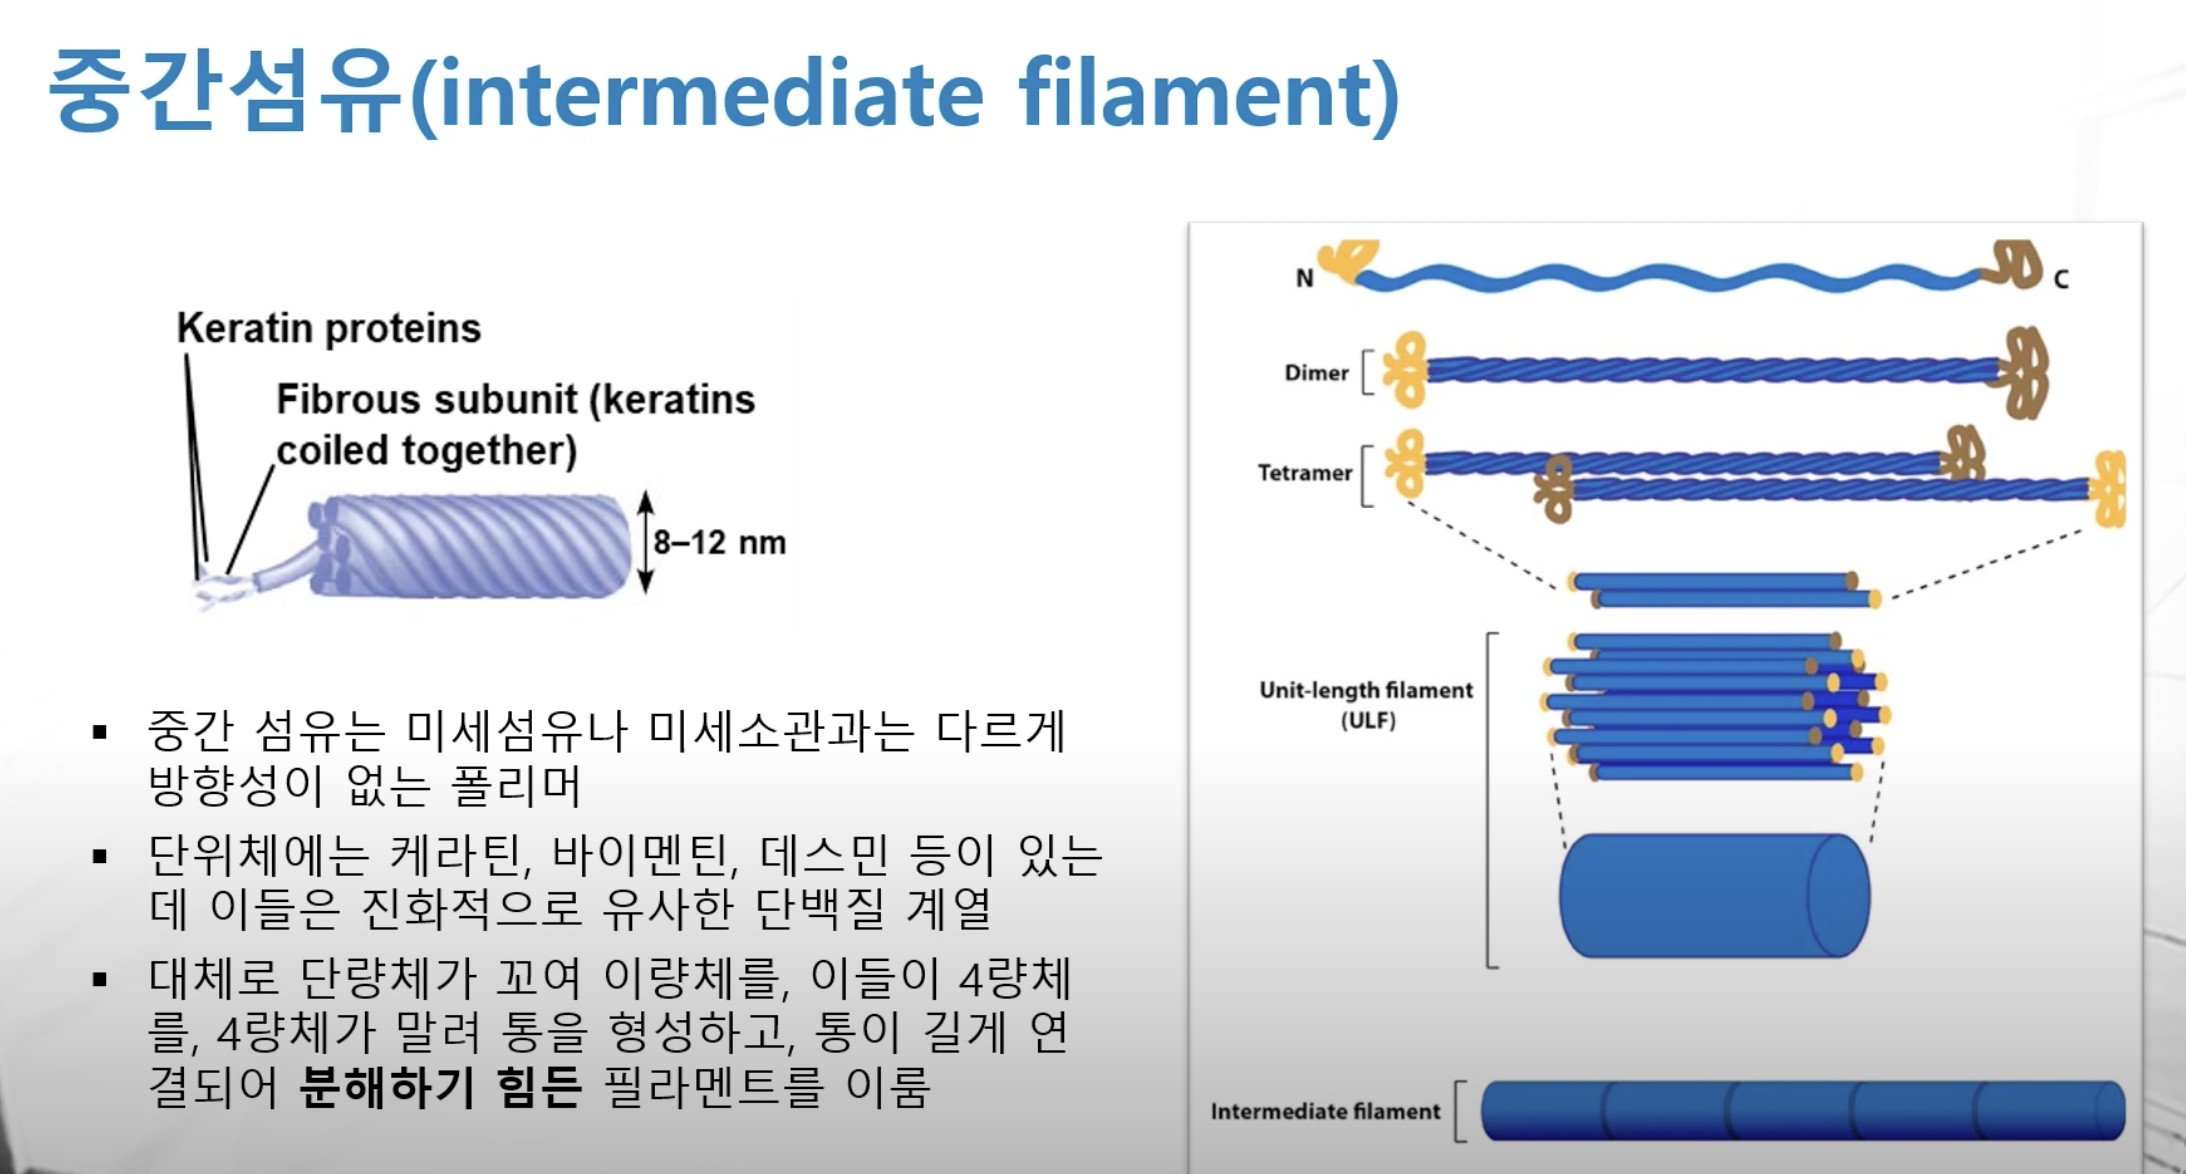 중간섬유(intermediate filament)
Keratin proteins
Fibrous subunit (keratins
coiled together)
8–12 nm
▪ 중간 섬유는 미세섬유나 미세소관과는 다르게
방향성이 없는 폴리머
▪ 단위체에는 케라틴, 바이멘틴, 데스민 등이 있는
데 이들은 진화적으로 유사한 단백질 계열
▪ 대체로 단량체가 꼬여 이량체를, 이들이 4량체
를, 4량체가 말려 통을 형성하고, 통이 길게 연
결되어 분해하기 힘든 필라멘트를 이룸
N
C
Dimer
Tetramer
Unit-length filament
(ULF)
Intermediate filament